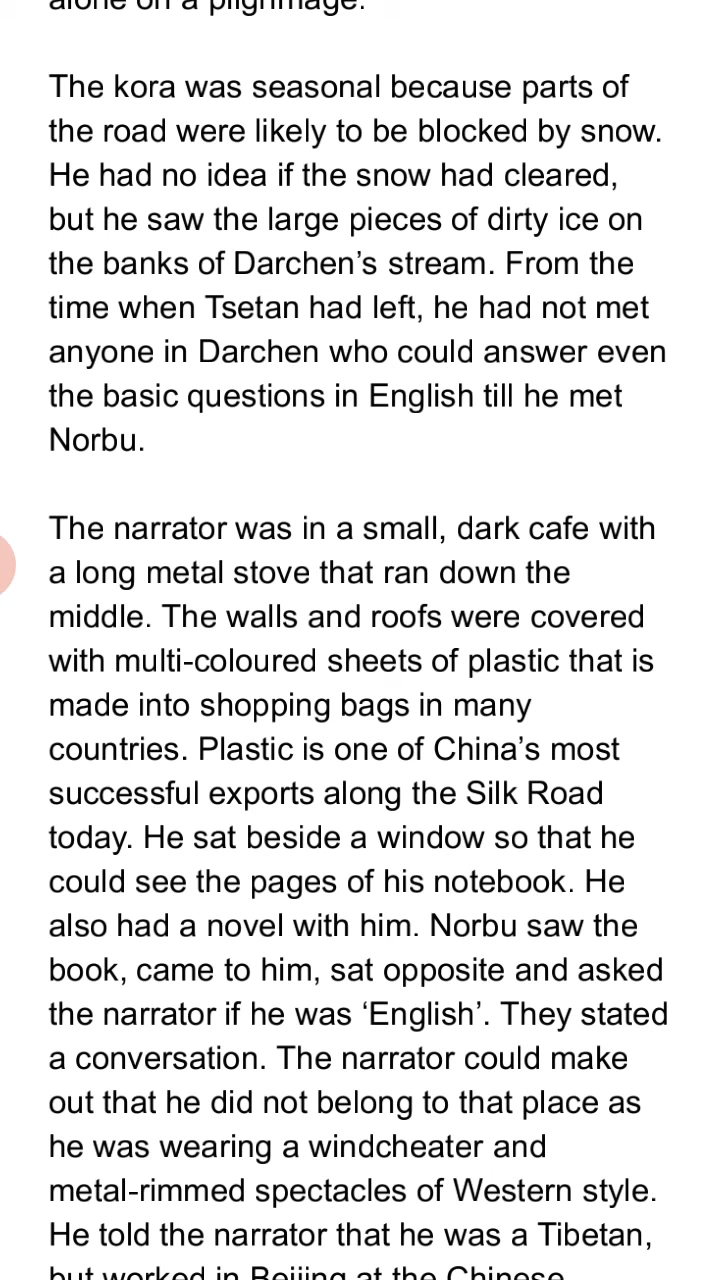 alone on a pilgrimage.
The kora was seasonal because parts of
the road were likely to be blocked by snow.
He had no idea if the snow had cleared,
but he saw the large pieces of dirty ice on
the banks of Darchen’s stream. From the
time when Tsetan had left, he had not met
anyone in Darchen who could answer even
the basic questions in English till he met
Norbu.
The narrator was in a small, dark cafe with
a long metal stove that ran down the
middle. The walls and roofs were covered
with multi-coloured sheets of plastic that is
made into shopping bags in many
countries. Plastic is one of China’s most
successful exports along the Silk Road
today. He sat beside a window so that he
could see the pages of his notebook. He
also had a novel with him. Norbu saw the
book, came to him, sat opposite and asked
the narrator if he was ‘English’. They stated
a conversation. The narrator could make
out that he did not belong to that place as
he was wearing a windcheater and
metal-rimmed spectacles of Western style.
He told the narrator that he was a Tibetan,
but worked in Beijing at the Chinese